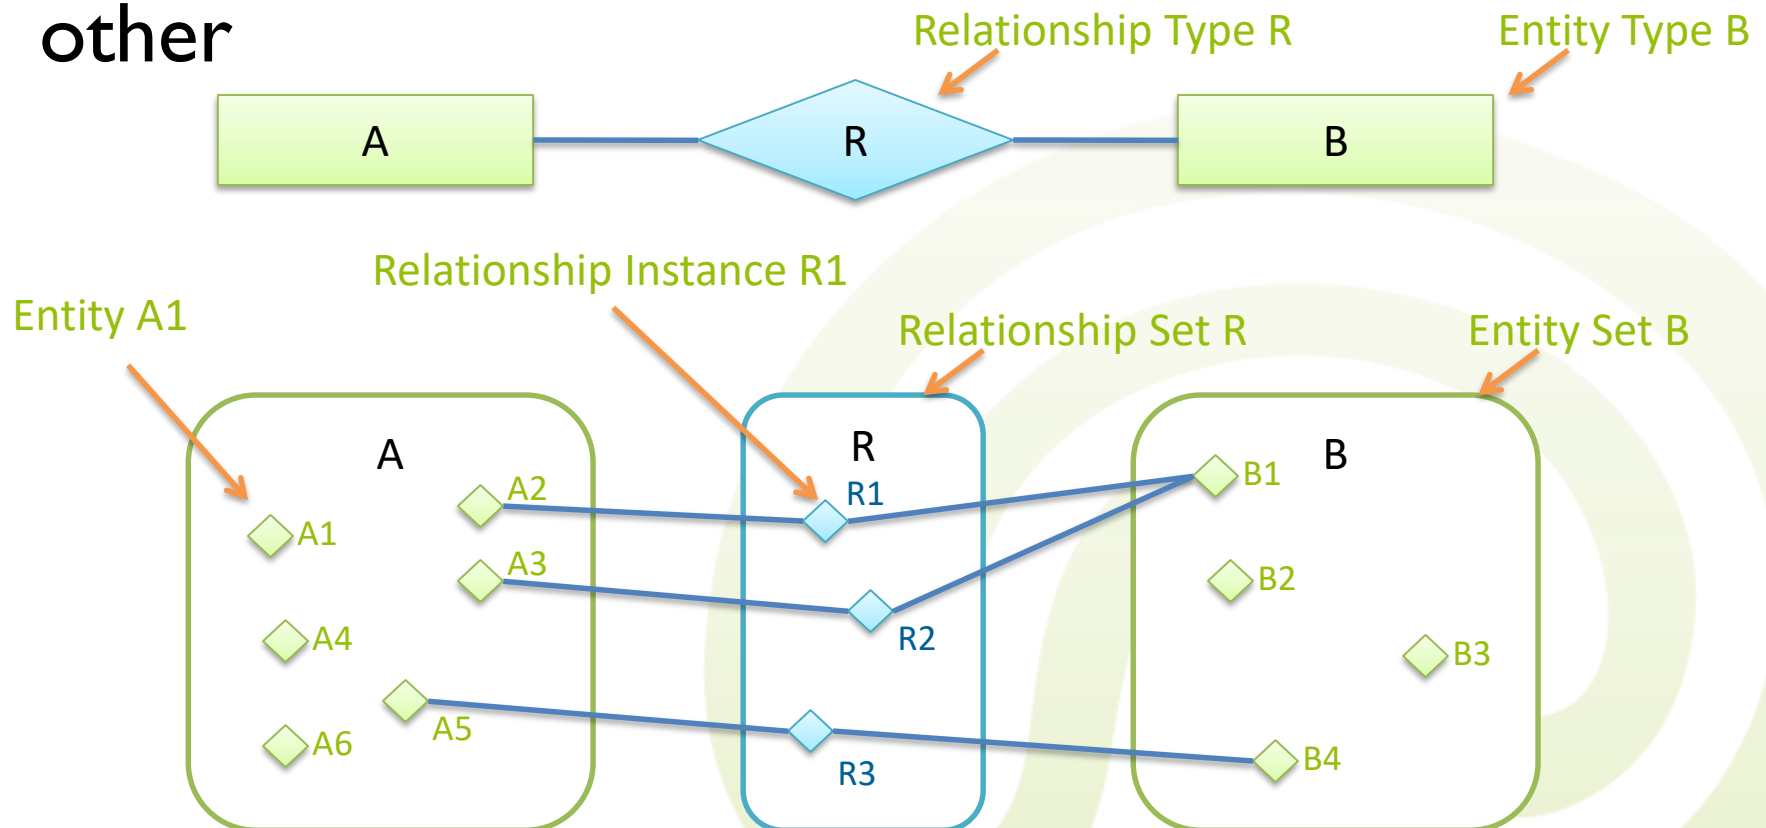 other
Relationship Type R
Entity Type B
A
R
B
Relationship Instance R1
Entity A1
Relationship Set R
Entity Set B
A
R
B
A2
R1
B1
A1
A3
B2
A4
R2
B3
A5
A6
R3
B4